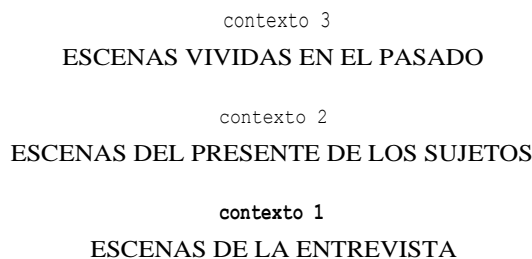 contexto 3
ESCENAS VIVIDAS EN EL PASADO
contexto 2
ESCENAS DEL PRESENTE DE LOS SUJETOS
contexto 1
ESCENAS DE LA ENTREVISTA